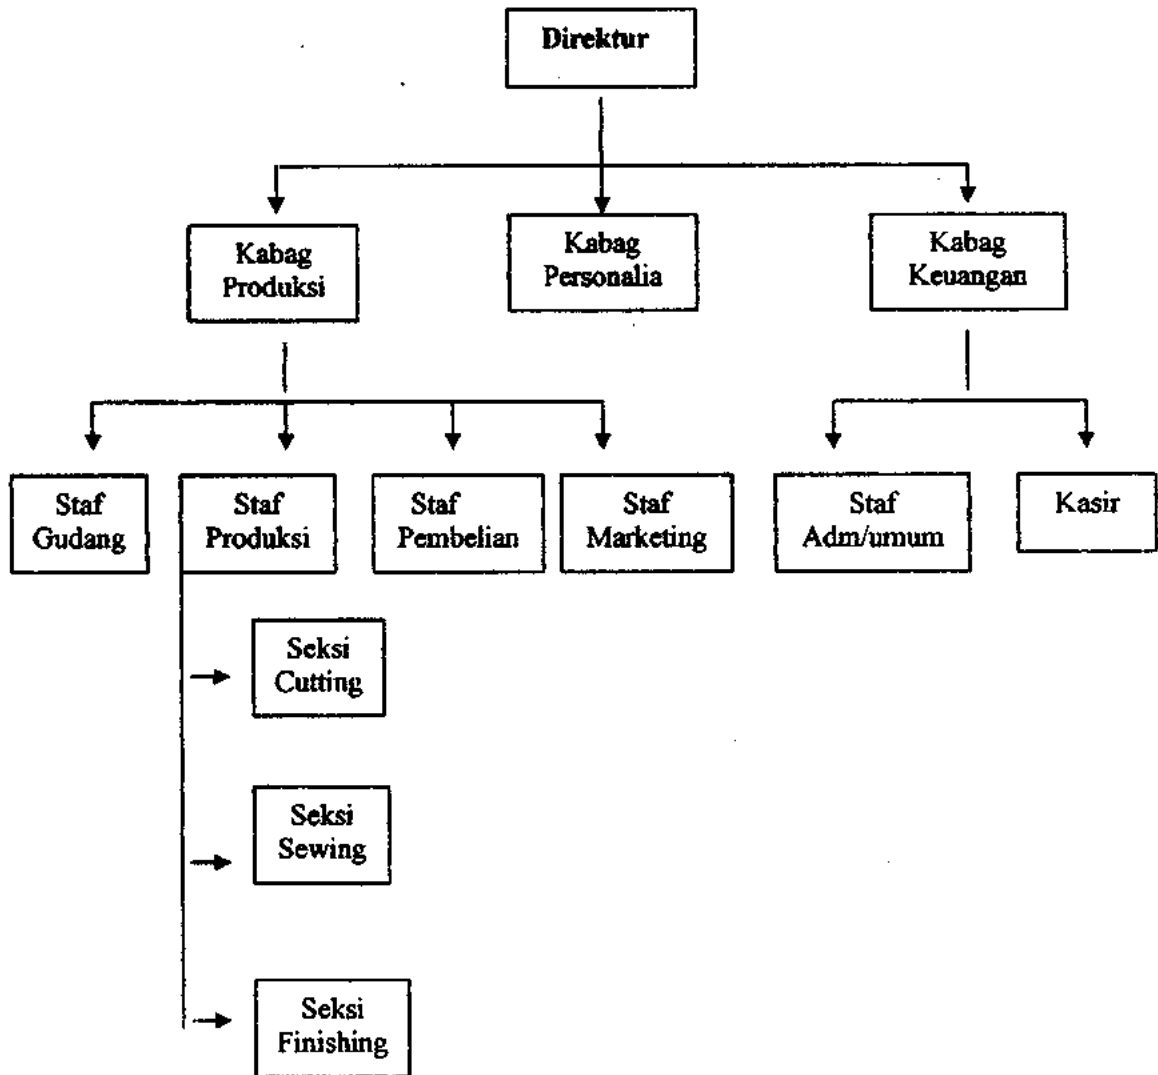 Direktur
Kabag
Produksi
Kabag
Personalia
Kabag
Keuangan
Staf
Gudang
Staf
Produksi
Staf
Pembelian
Staf
Marketing
Staf
Adm/umum
Kasir
Seksi
Cutting
Seksi
Sewing
Seksi
Finishing